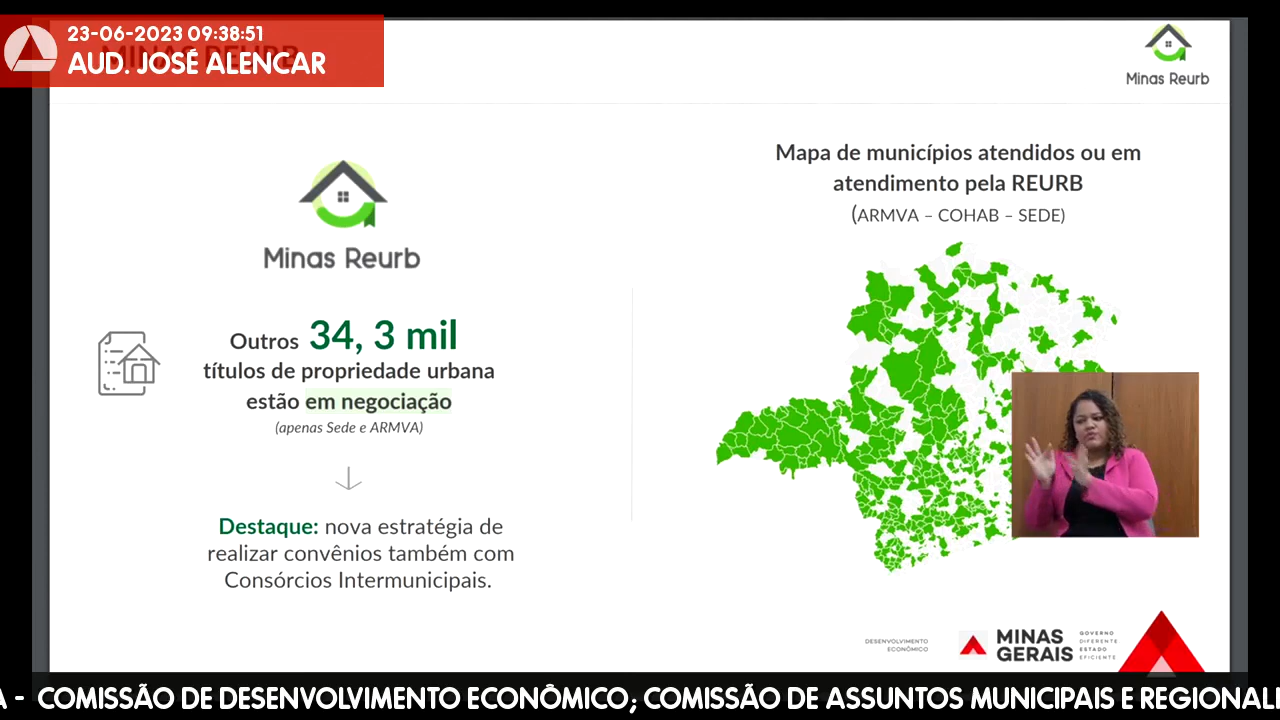 23-06-2023 09:38:51
AUD. JOSÉ ALENCAR
Minas Reurb
Mapa de municípios atendidos ou em
atendimento pela REURB
(ARMVA – COHAB – SEDE)
Minas Reurb
Outros 34, 3 mil
títulos de propriedade urbana
estão em negociação
(apenas Sede e ARMVA)
Destaque: nova estratégia de
realizar convênios também com
Consórcios Intermunicipais.
DESENVOLVIMENTO
ECONÔMICO
MINAS
GERAIS
GOVERNO
DIFERENTE
ESTADO
EFICIENTE
A - COMISSÃO DE DESENVOLVIMENTO ECONÔMICO; COMISSÃO DE ASSUNTOS MUNICIPAIS E REGIONALI